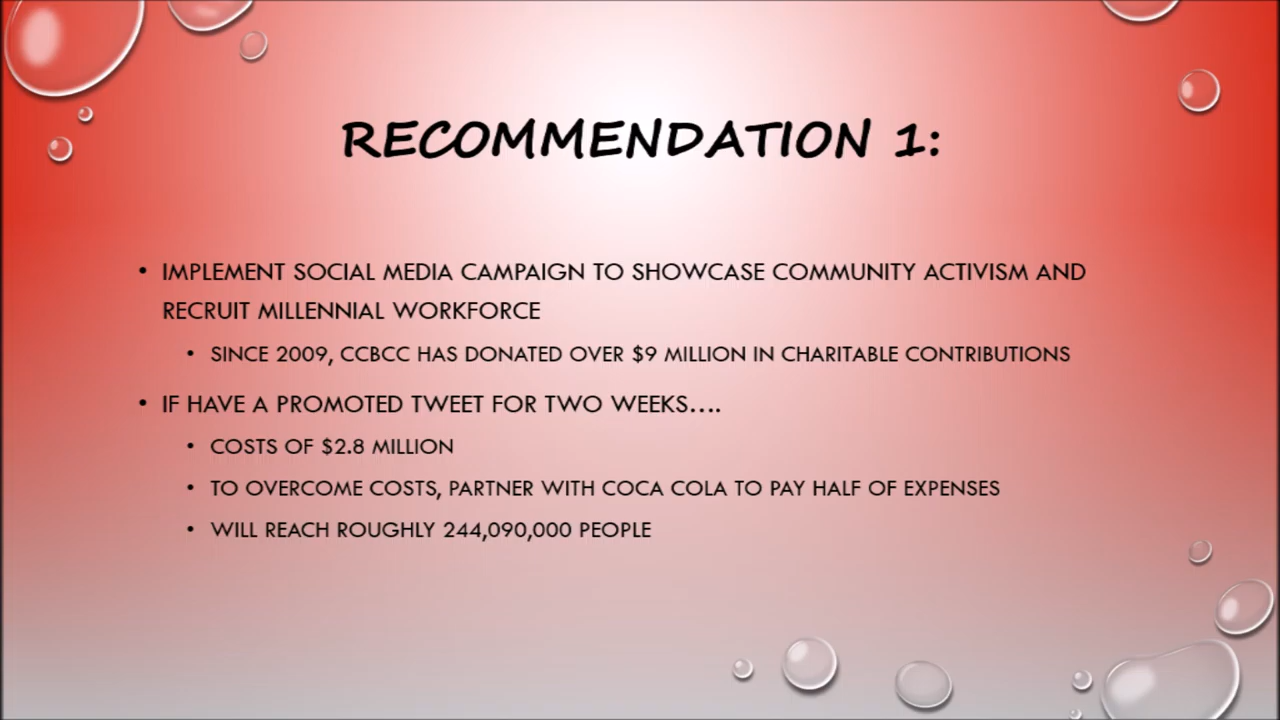 RECOMMENDATION 1:
• IMPLEMENT SOCIAL MEDIA CAMPAIGN TO SHOWCASE COMMUNITY ACTIVISM AND
RECRUIT MILLENNIAL WORKFORCE
• SINCE 2009, CCBCC HAS DONATED OVER $9 MILLION IN CHARITABLE CONTRIBUTIONS
• IF HAVE A PROMOTED TWEET FOR TWO WEEKS....
• COSTS OF $2.8 MILLION
• TO OVERCOME COSTS, PARTNER WITH COCA COLA TO PAY HALF OF EXPENSES
• WILL REACH ROUGHLY 244,090,000 PEOPLE